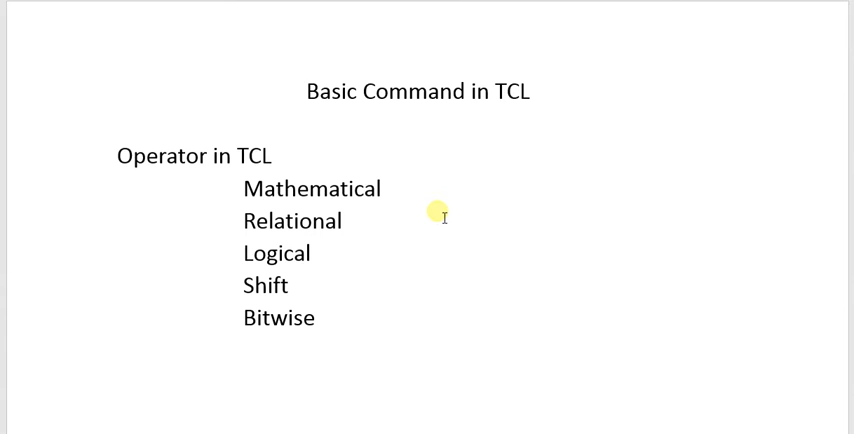 Basic Command in TCL
Operator in TCL
Mathematical
Relational
Logical
Shift
Bitwise